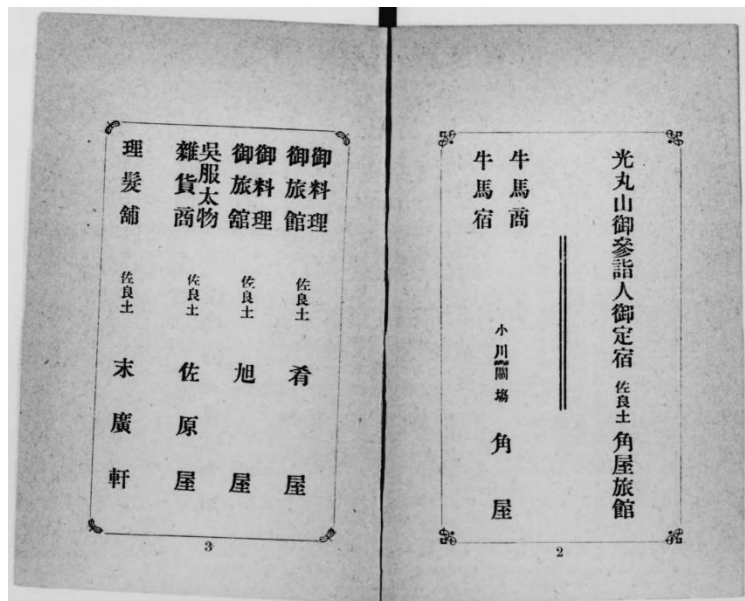 光丸山御參詣人御定宿 佐良土 角屋旅館
牛馬商
牛馬宿
小川關塲 角屋
2
御料理
御旅館
佐良土 肴屋
御料理
御旅館
佐良土 旭屋
呉服太物
雜貨商
佐良土 佐原屋
理髮舖 佐良土 末廣軒
3